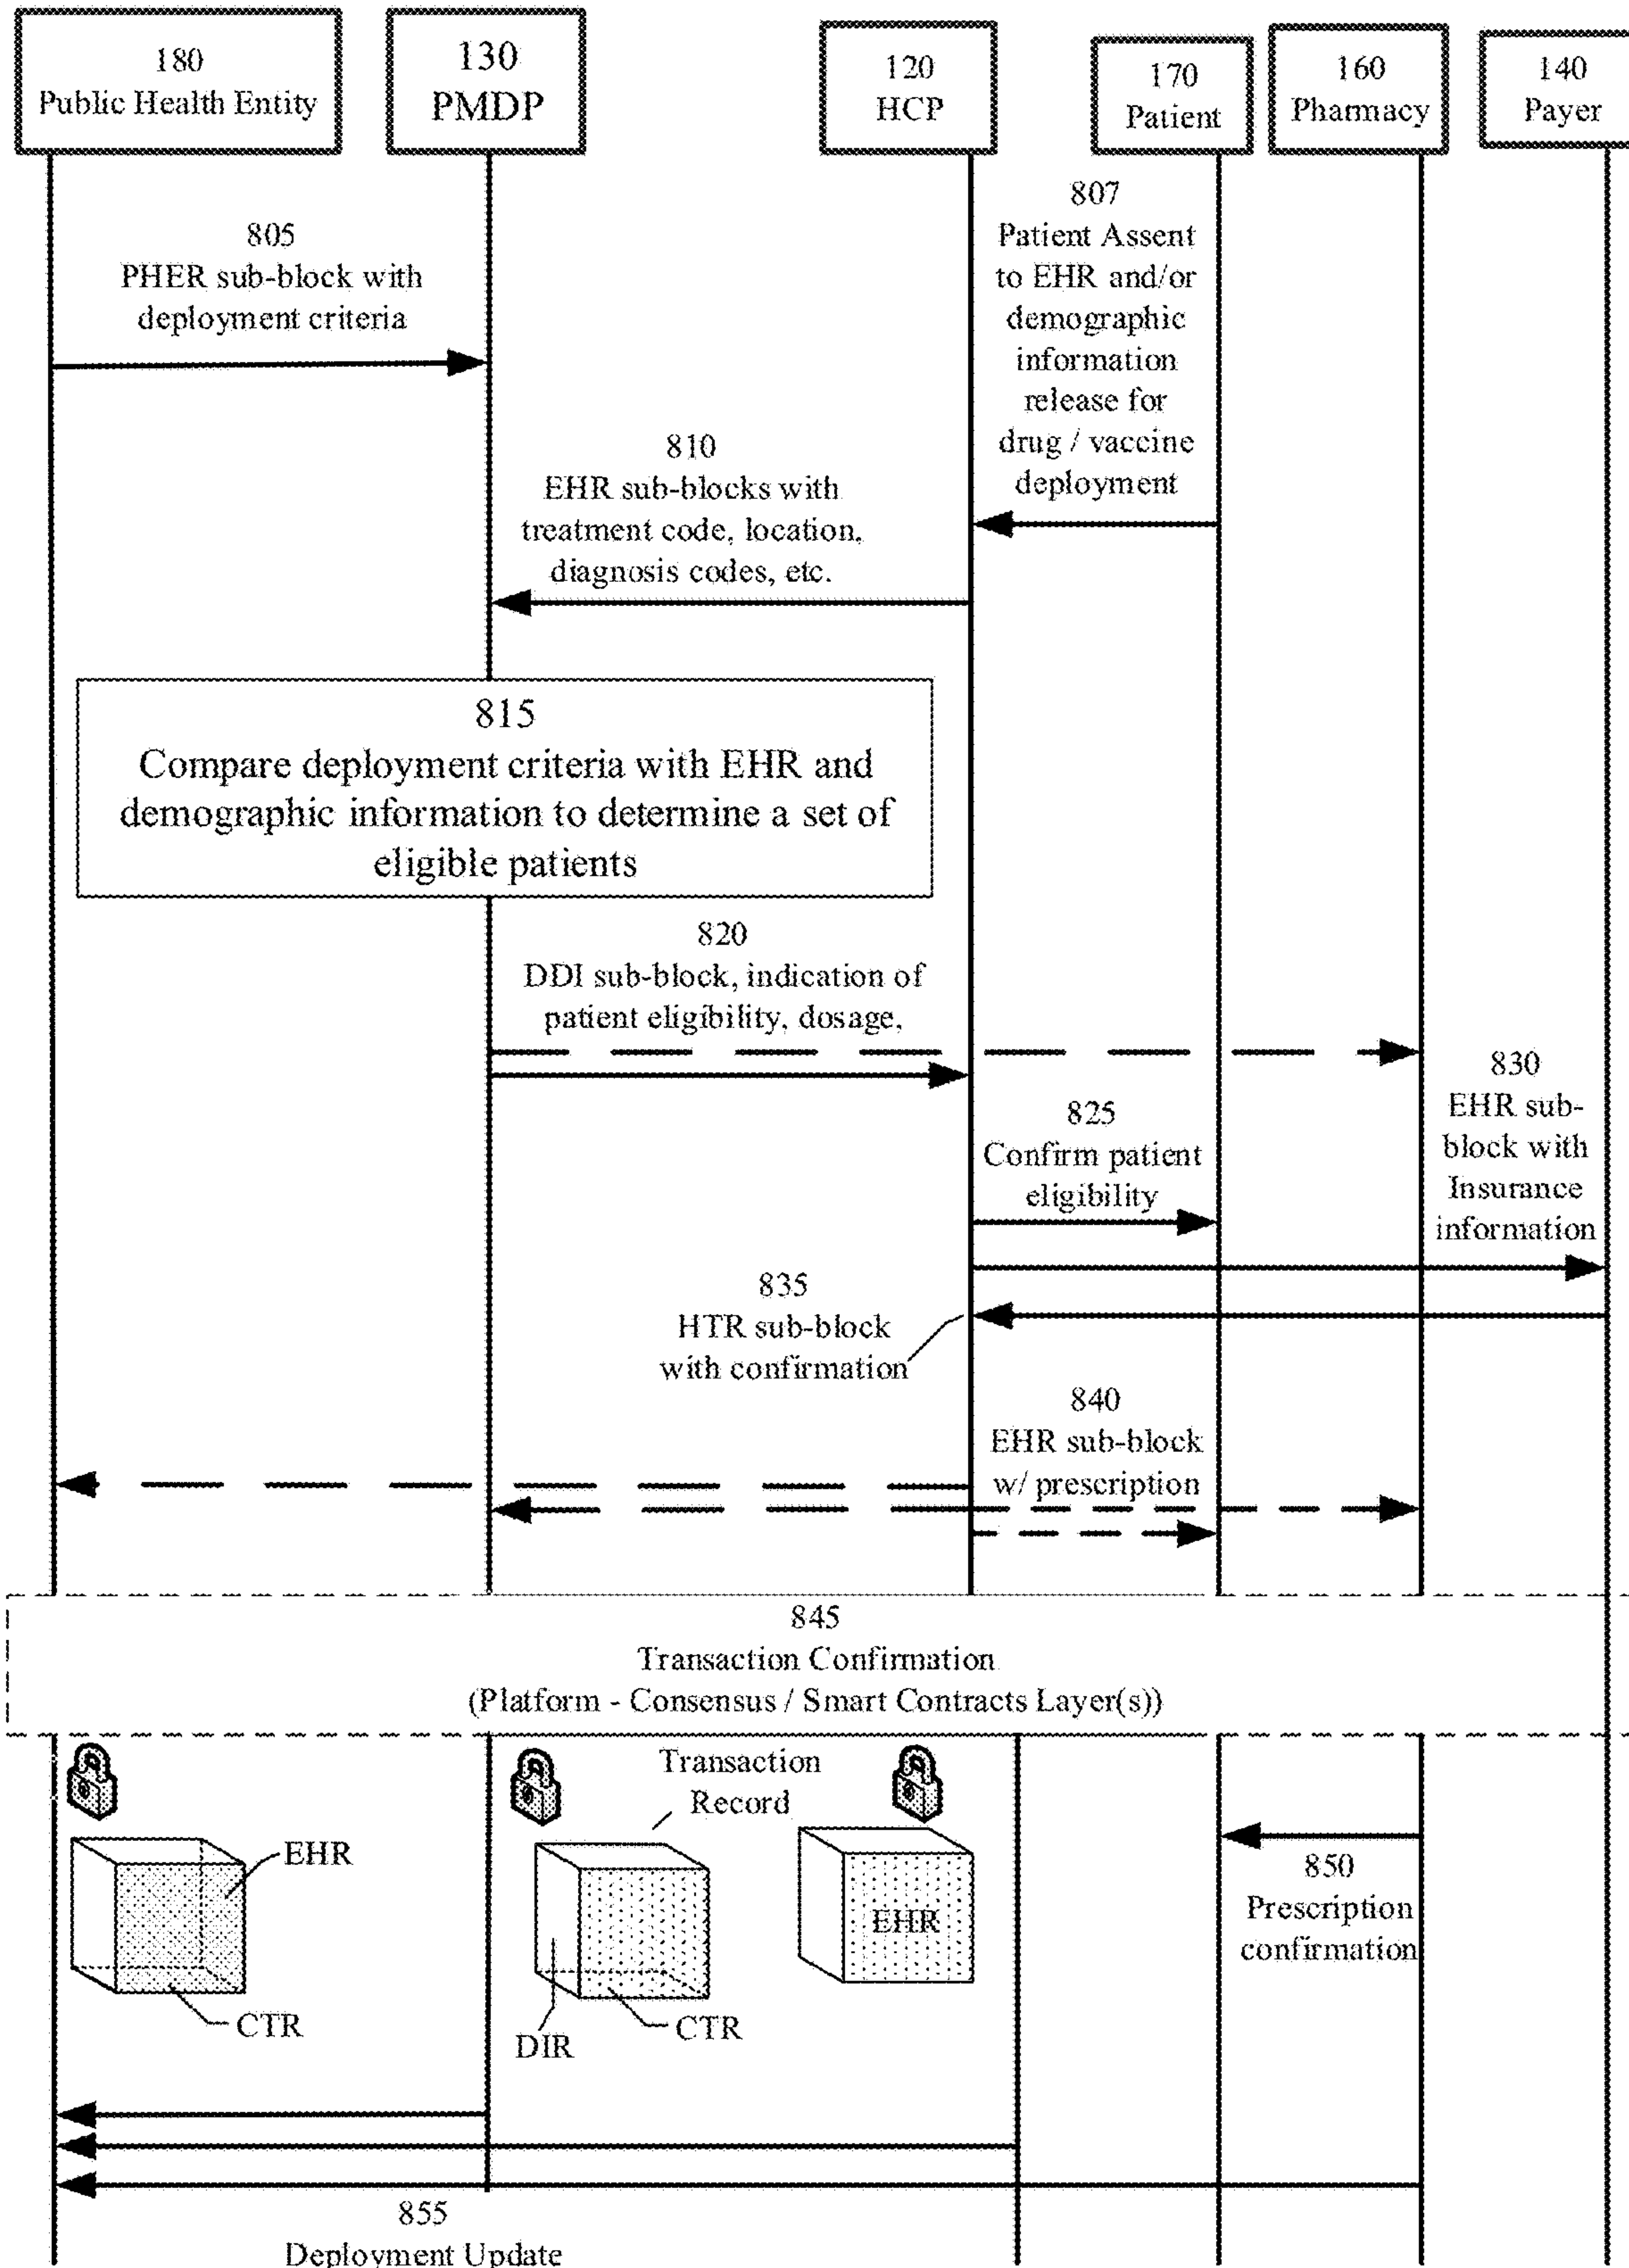 180
Public Health Entity
130
PMDP
120
HCP
170
Patient
160
Pharmacy
140
Payer
805
PHER sub-block with
deployment criteria
807
Patient Assent
to EHR and/or
demographic
information
release for
drug / vaccine
deployment
810
EHR sub-blocks with
treatment code, location,
diagnosis codes, etc.
815
Compare deployment criteria with EHR and
demographic information to determine a set of
eligible patients
820
DDI sub-block, indication of
patient eligibility, dosage,
825
Confirm patient
eligibility
830
EHR sub-
block with
Insurance
information
835
HTR sub-block
with confirmation
840
EHR sub-block
w/ prescription
845
Transaction Confirmation
(Platform - Consensus / Smart Contracts Layer(s))
EHR
CTR
Transaction
Record
DIR
CTR
EHR
850
Prescription
confirmation
855
Deployment Update